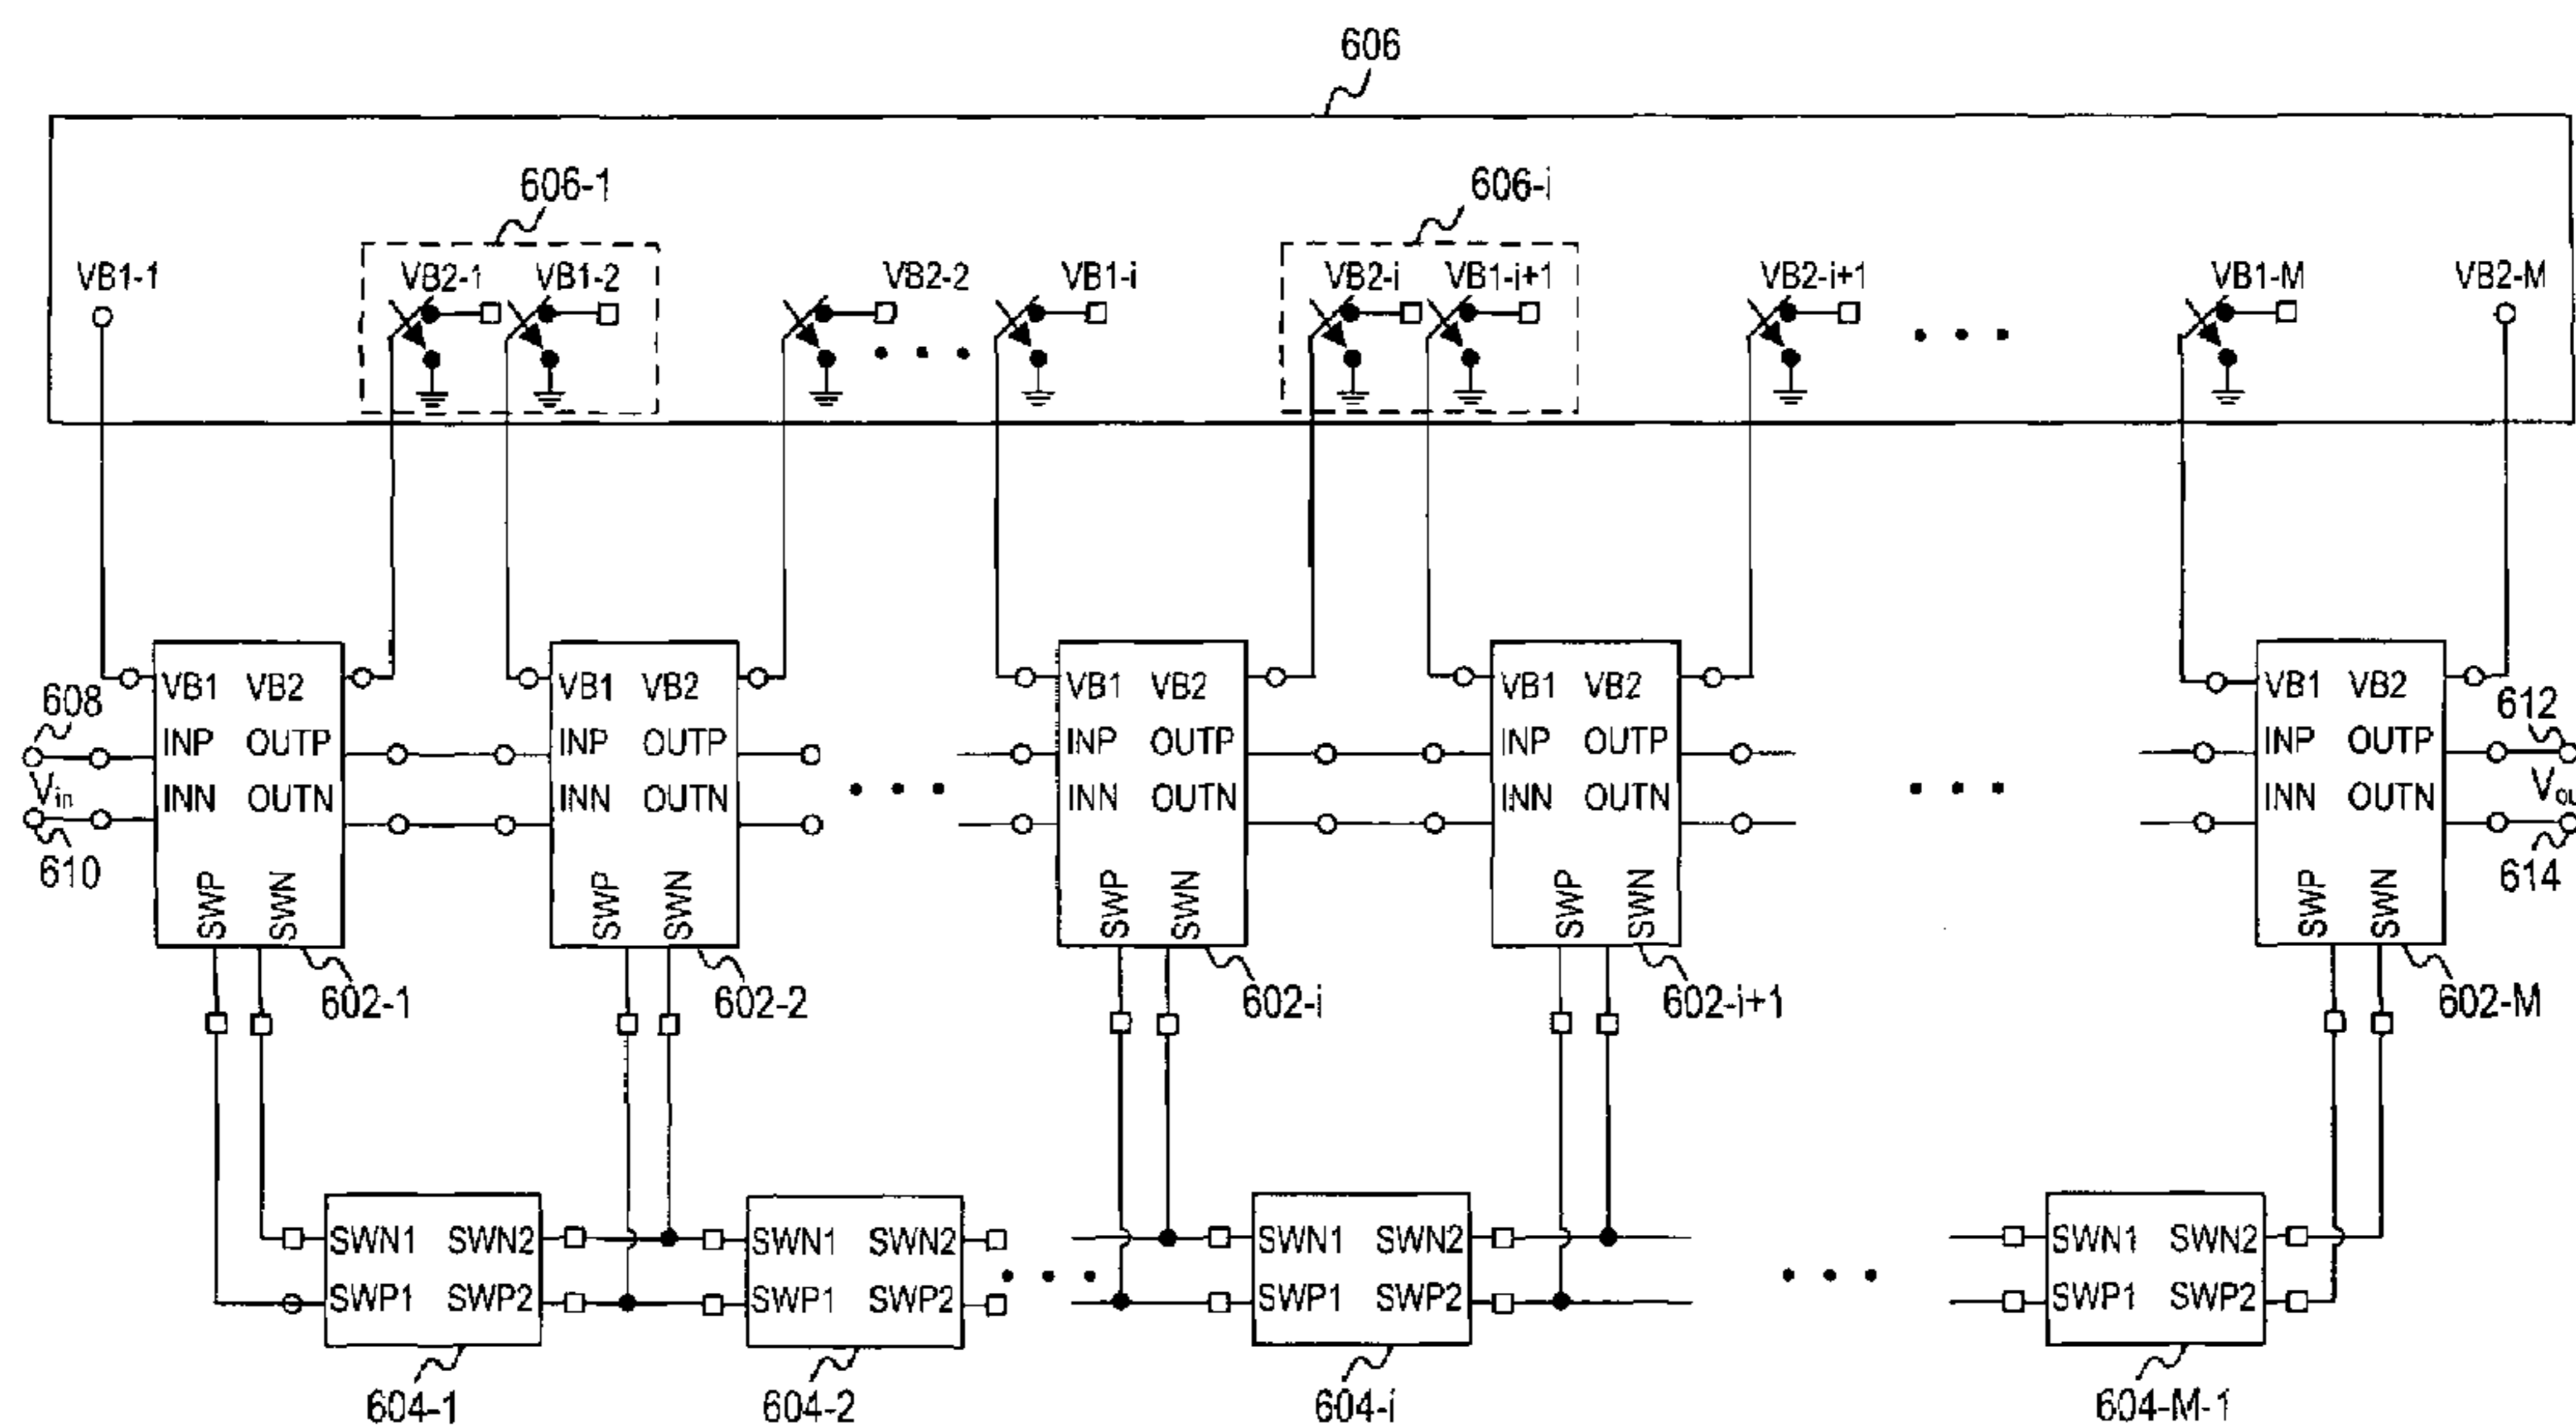 606
606-1
606-i
VB1-1
VB2-1
VB1-2
VB2-2
VB1-i
VB2-i
VB1-i+1
VB2-i+1
VB1-M
VB2-M
608
VB1 VB2
INP OUTP
INN OUTN
SWP
SWN
VB1 VB2
INP OUTP
INN OUTN
SWP
SWN
VB1 VB2
INP OUTP
INN OUTN
SWP
SWN
VB1 VB2
INP OUTP
INN OUTN
SWP
SWN
VB1 VB2
INP OUTP
INN OUTN
SWP
SWN
612
Vin
Vou
610
614
602-1
602-2
602-i
602-i+1
602-M
SWN1 SWN2
SWP1 SWP2
SWN1 SWN2
SWP1 SWP2
SWN1 SWN2
SWP1 SWP2
SWN1 SWN2
SWP1 SWP2
604-1
604-2
604-i
604-M-1